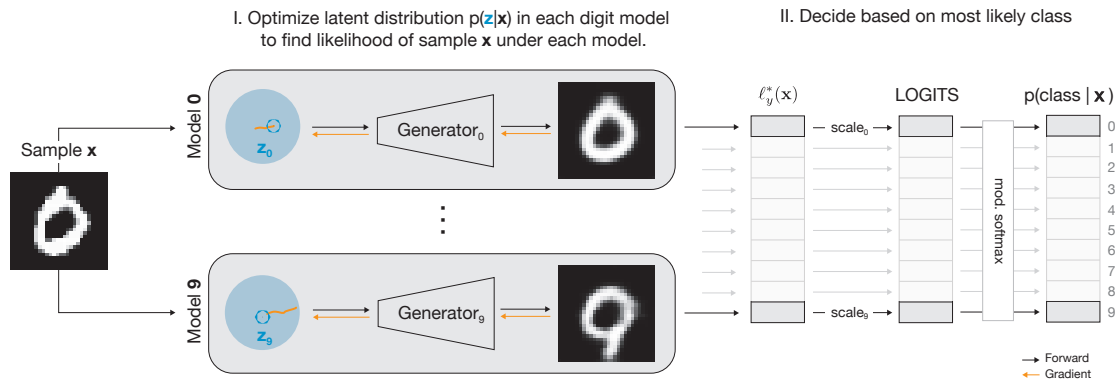 I. Optimize latent distribution p(z|x) in each digit model
to find likelihood of sample x under each model.
II. Decide based on most likely class
Sample x
Model 0
z₀
Generator₀
Model 9
z₉
Generator₉
ℓ*y(x)
LOGITS
p(class | x )
scale₀
scale₉
mod. softmax
0
1
2
3
4
5
6
7
8
9
Forward
Gradient